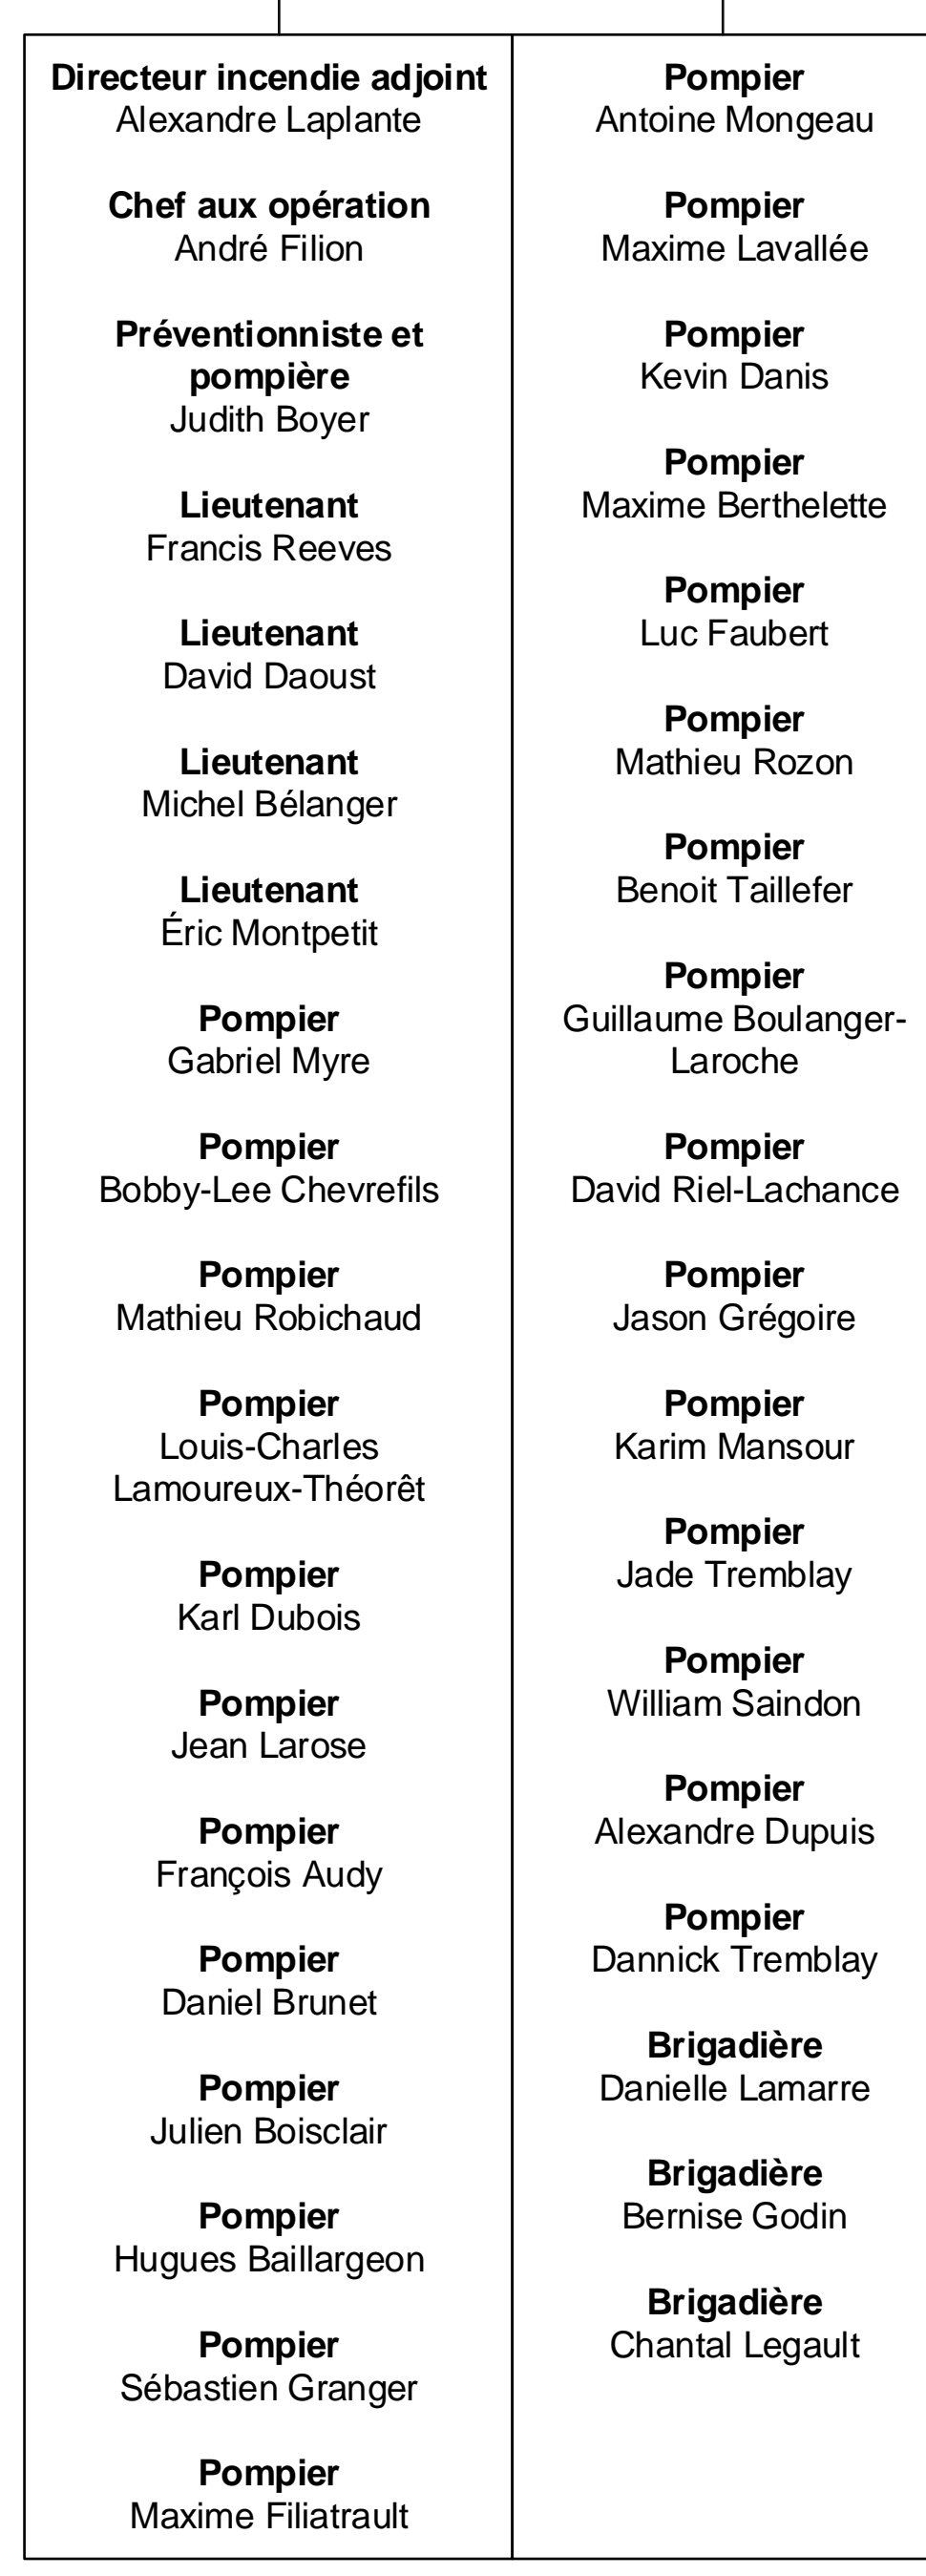 Directeur incendie adjoint
Alexandre Laplante
Chef aux opération
André Filion
Préventionniste et
pompière
Judith Boyer
Lieutenant
Francis Reeves
Lieutenant
David Daoust
Lieutenant
Michel Bélanger
Lieutenant
Éric Montpetit
Pompier
Gabriel Myre
Pompier
Bobby-Lee Chevrefils
Pompier
Mathieu Robichaud
Pompier
Louis-Charles
Lamoureux-Théorêt
Pompier
Karl Dubois
Pompier
Jean Larose
Pompier
François Audy
Pompier
Daniel Brunet
Pompier
Julien Boisclair
Pompier
Hugues Baillargeon
Pompier
Sébastien Granger
Pompier
Maxime Filiatrault
Pompier
Antoine Mongeau
Pompier
Maxime Lavallée
Pompier
Kevin Danis
Pompier
Maxime Berthelette
Pompier
Luc Faubert
Pompier
Mathieu Rozon
Pompier
Benoit Taillefer
Pompier
Guillaume Boulanger-
Laroche
Pompier
David Riel-Lachance
Pompier
Jason Grégoire
Pompier
Karim Mansour
Pompier
Jade Tremblay
Pompier
William Saindon
Pompier
Alexandre Dupuis
Pompier
Dannick Tremblay
Brigadière
Danielle Lamarre
Brigadière
Bernise Godin
Brigadière
Chantal Legault